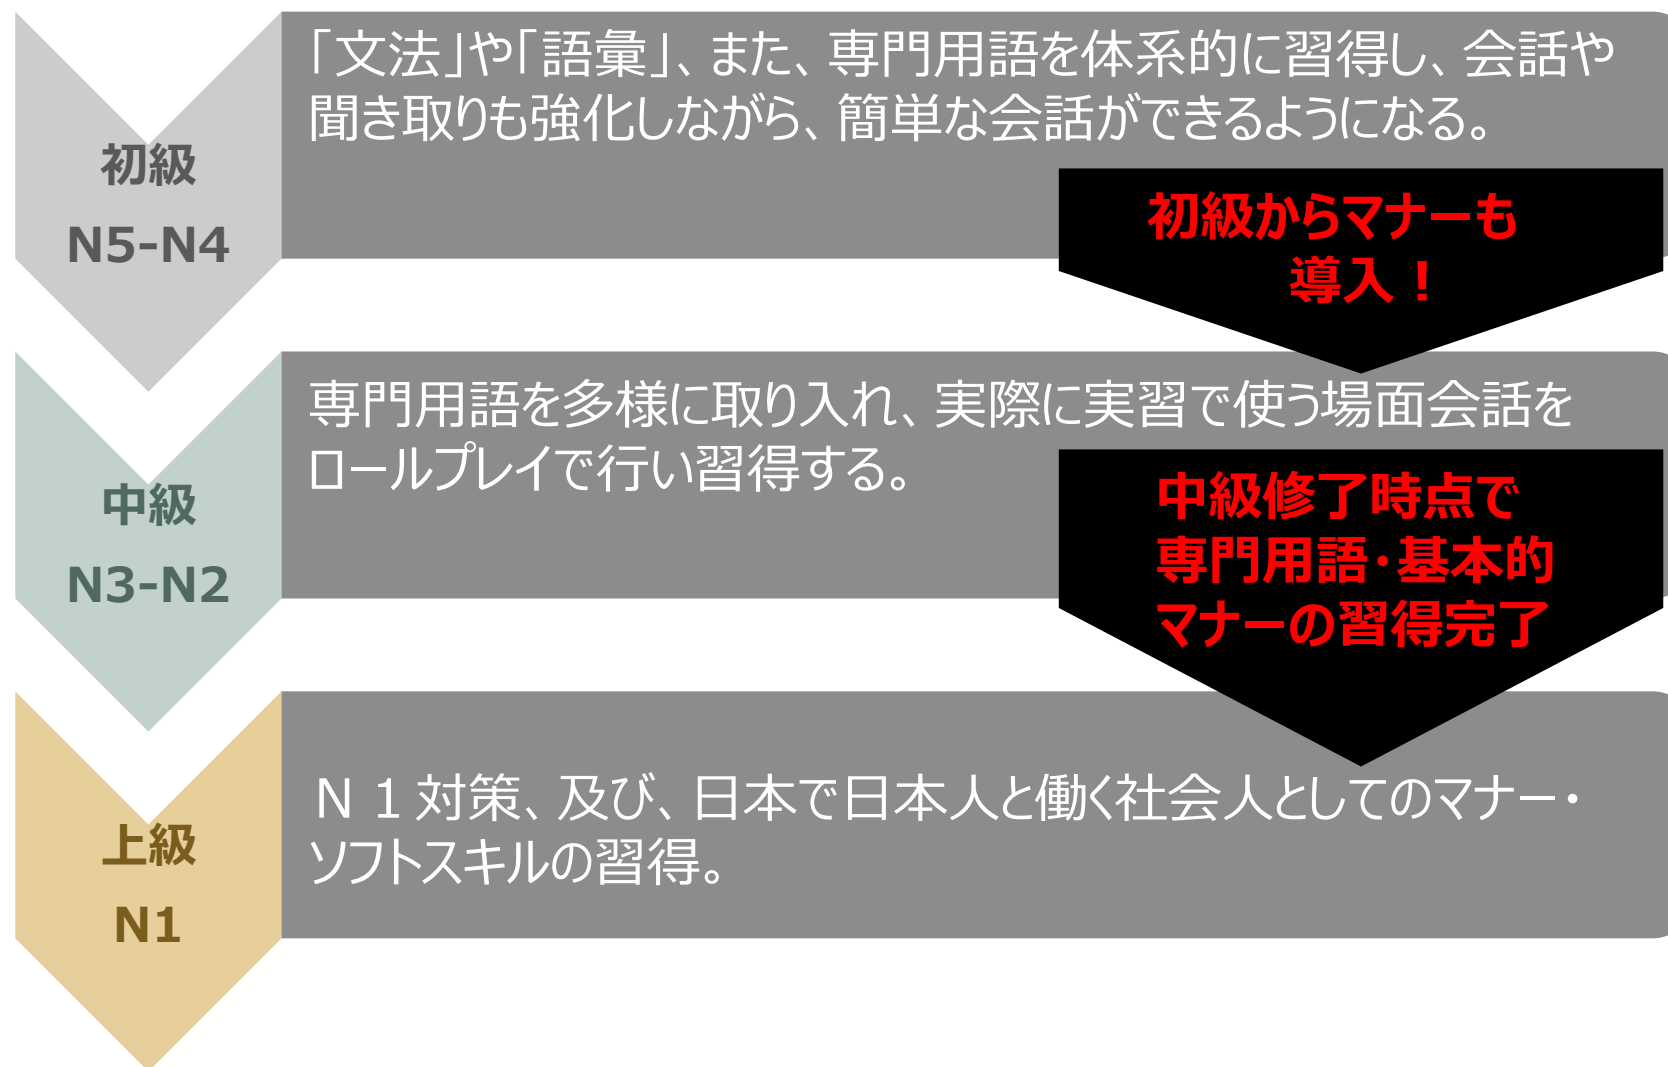 初級
N5-N4
「文法」や「語彙」、また、専門用語を体系的に習得し、会話や
聞き取りも強化しながら、簡単な会話ができるようになる。
初級からマナーも
導入！
中級
N3-N2
専門用語を多様に取り入れ、実際に実習で使う場面会話を
ロールプレイで行い習得する。
中級修了時点で
専門用語・基本的
マナーの習得完了
上級
N1
Ｎ１対策、及び、日本で日本人と働く社会人としてのマナー・
ソフトスキルの習得。